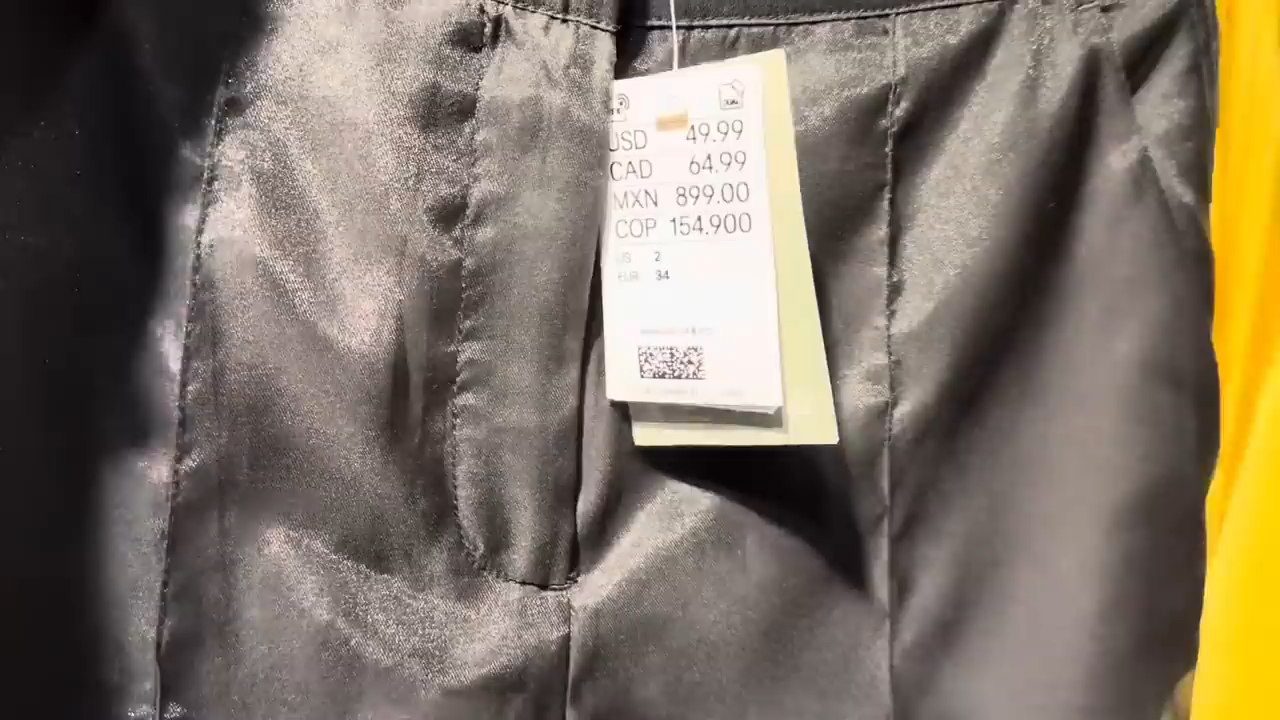 USD 49.99
CAD 64.99
MXN 899.00
COP 154.900
US 2
EUR 34